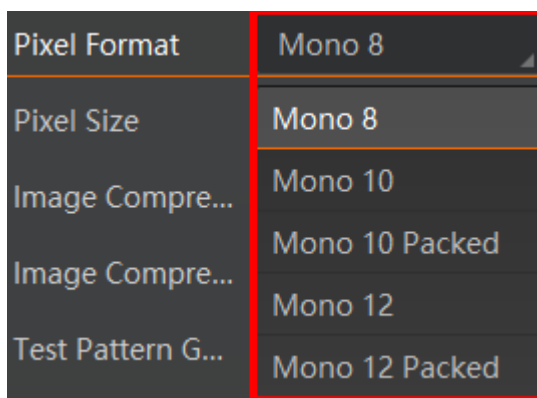 Pixel Format Mono 8
Pixel Size Mono 8
Image Compre... Mono 10
Mono 10 Packed
Image Compre...
Mono 12
Test Pattern G...
Mono 12 Packed